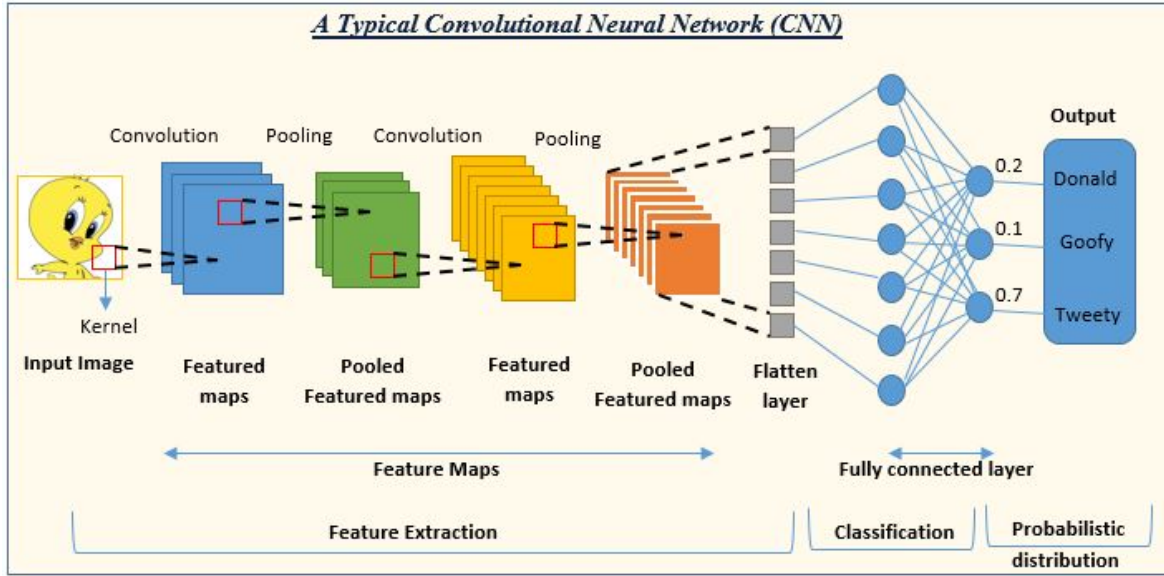 A Typical Convolutional Neural Network (CNN)
Convolution
Pooling
Convolution
Pooling
Output
0.2
Donald
0.1
Goofy
0.7
Tweety
Kernel
Input Image
Featured
maps
Pooled
Featured maps
Featured
maps
Pooled
Featured maps
Flatten
layer
Feature Maps
Fully connected layer
Feature Extraction
Classification
Probabilistic
distribution